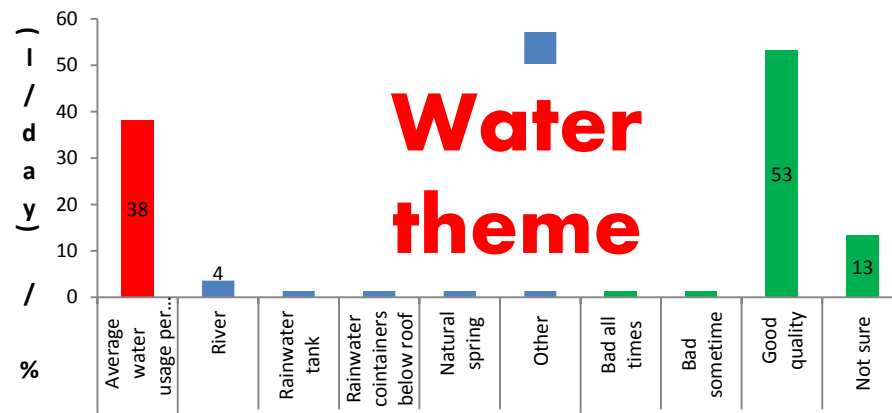 (l/day) / %
60
50
40
30
20
10
0
Water
theme
38
4
53
13
Average
water
usage per...
River
Rainwater
tank
Rainwater
cointainers
below roof
Natural
spring
Other
Bad all
times
Bad
sometime
Good
quality
Not sure